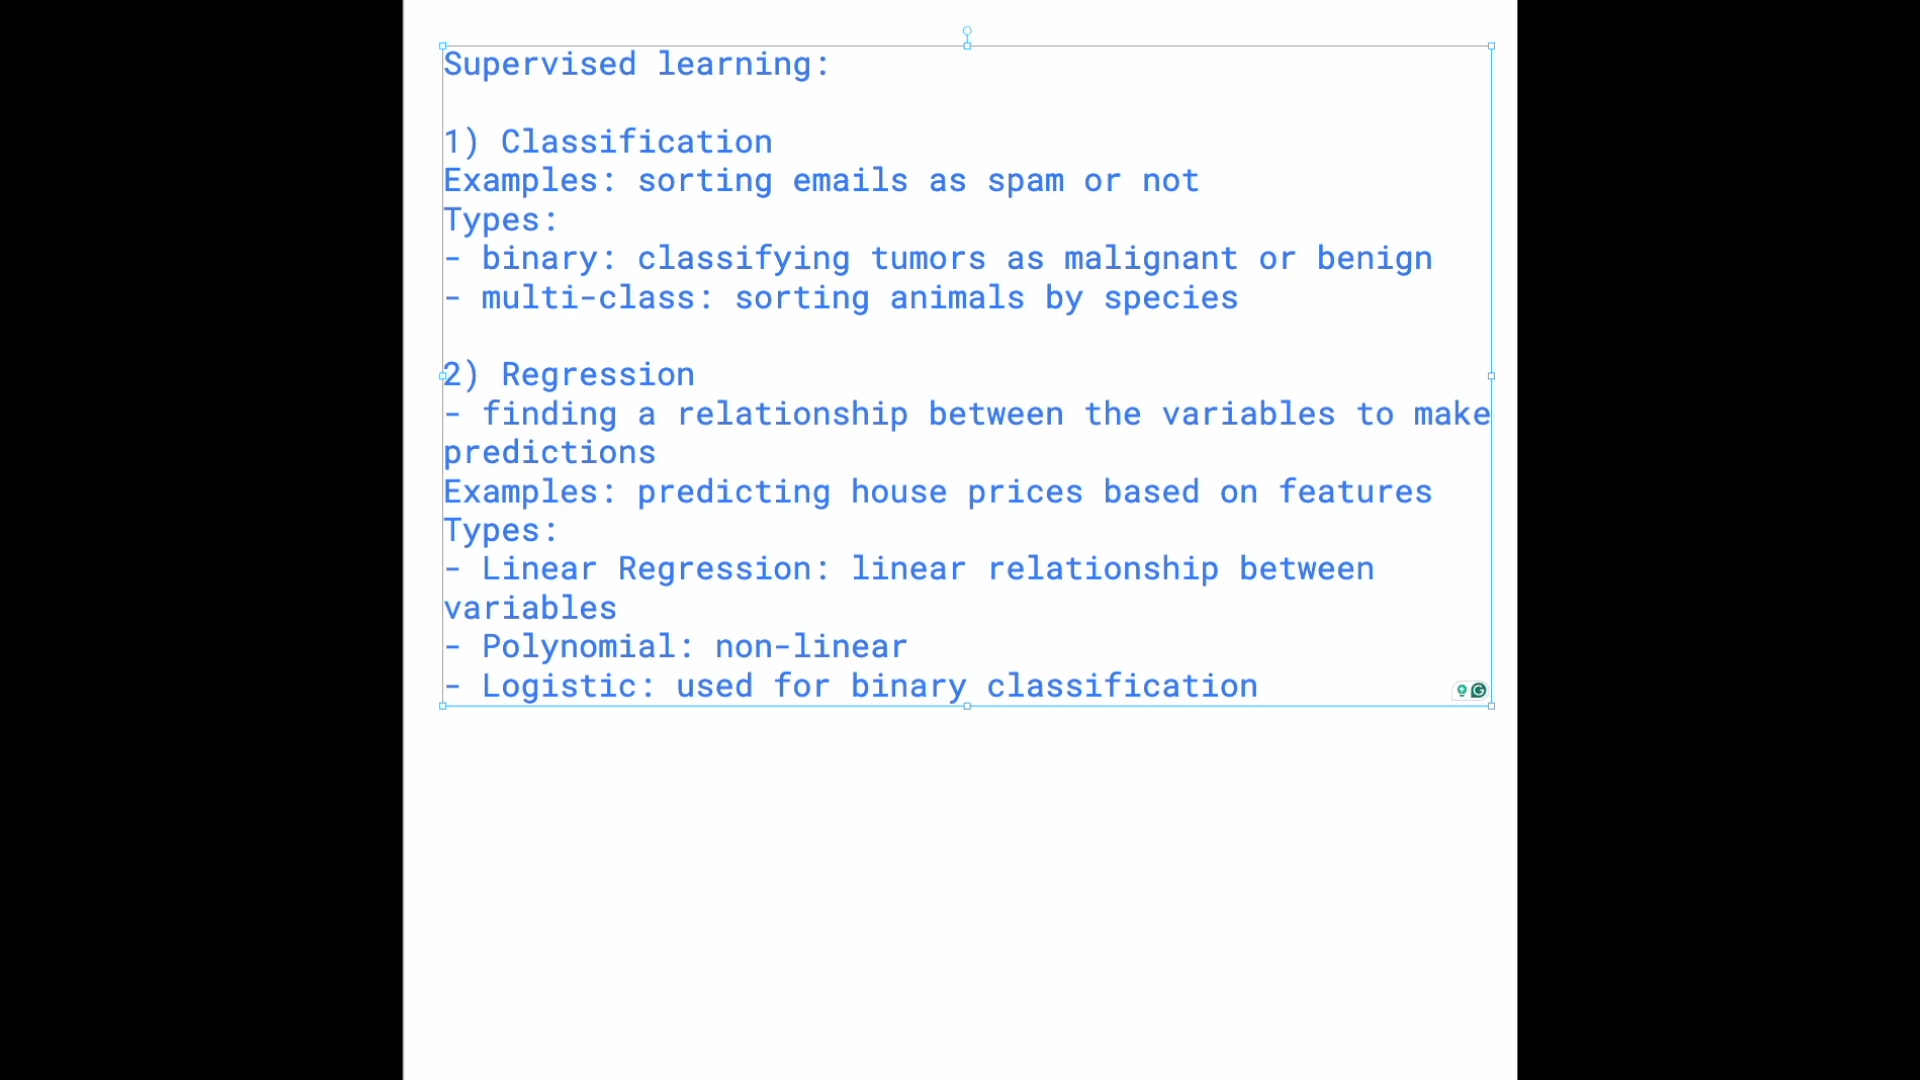 Supervised learning:
1) Classification
Examples: sorting emails as spam or not
Types:
- binary: classifying tumors as malignant or benign
- multi-class: sorting animals by species
2) Regression
- finding a relationship between the variables to make
predictions
Examples: predicting house prices based on features
Types:
- Linear Regression: linear relationship between
variables
- Polynomial: non-linear
- Logistic: used for binary classification